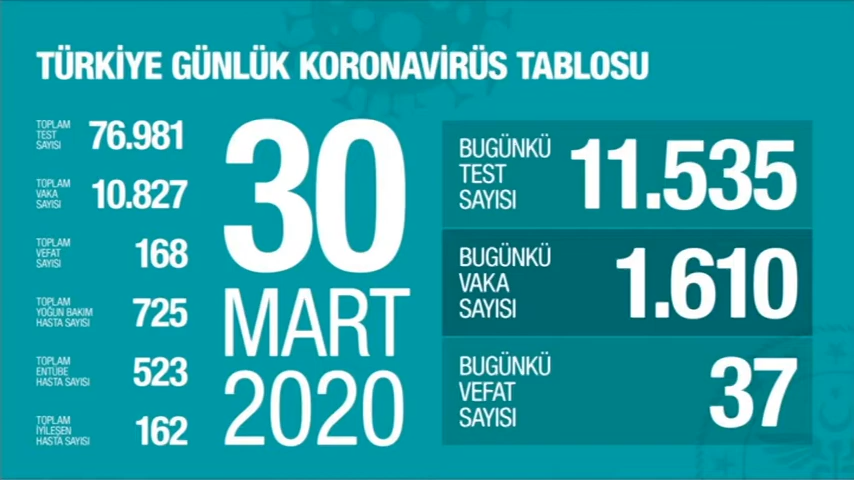 TÜRKİYE GÜNLÜK KORONAVİRÜS TABLOSU
TOPLAM
TEST
SAYISI
76.981
TOPLAM
VAKA
SAYISI
10.827
TOPLAM
VEFAT
SAYISI
168
TOPLAM
YOĞUN BAKIM
HASTA SAYISI
725
TOPLAM
ENTÜBE
HASTA SAYISI
523
TOPLAM
İYİLEŞEN
HASTA SAYISI
162
30
MART
2020
BUGÜNKÜ
TEST
SAYISI
11.535
BUGÜNKÜ
VAKA
SAYISI
1.610
BUGÜNKÜ
VEFAT
SAYISI
37